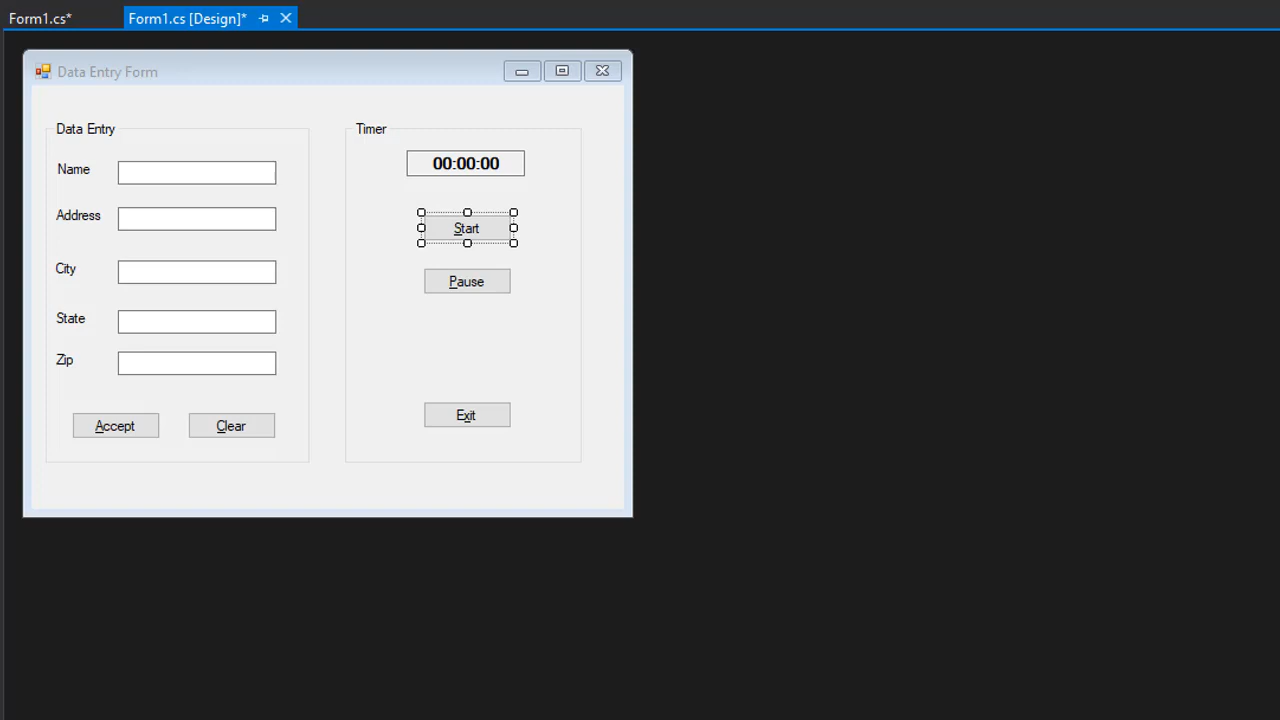 Form1.cs*
Form1.cs [Design]*
Data Entry Form
Data Entry
Name
Address
City
State
Zip
Accept
Clear
Timer
00:00:00
Start
Pause
Exit